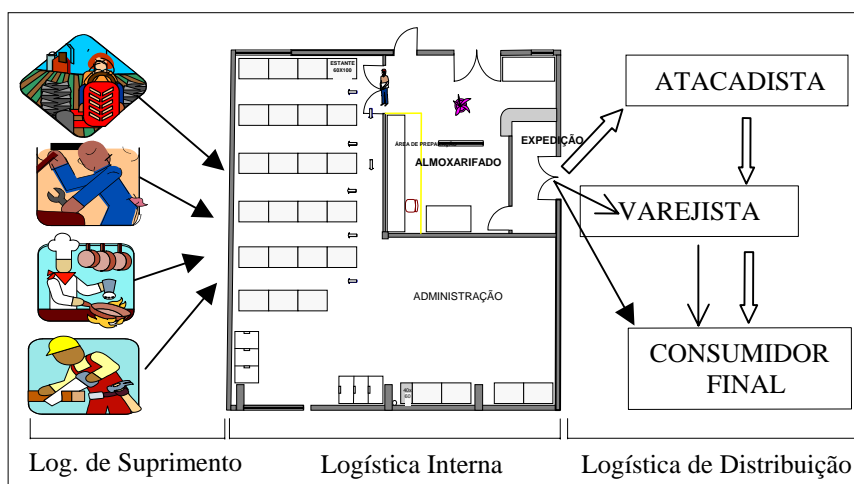 ESTANTE
60X100
ÁREA DE PREPARAÇÃO
ALMOXARIFADO
EXPEDIÇÃO
ADMINISTRAÇÃO
ATACADISTA
VAREJISTA
CONSUMIDOR
FINAL
Log. de Suprimento
Logística Interna
Logística de Distribuição